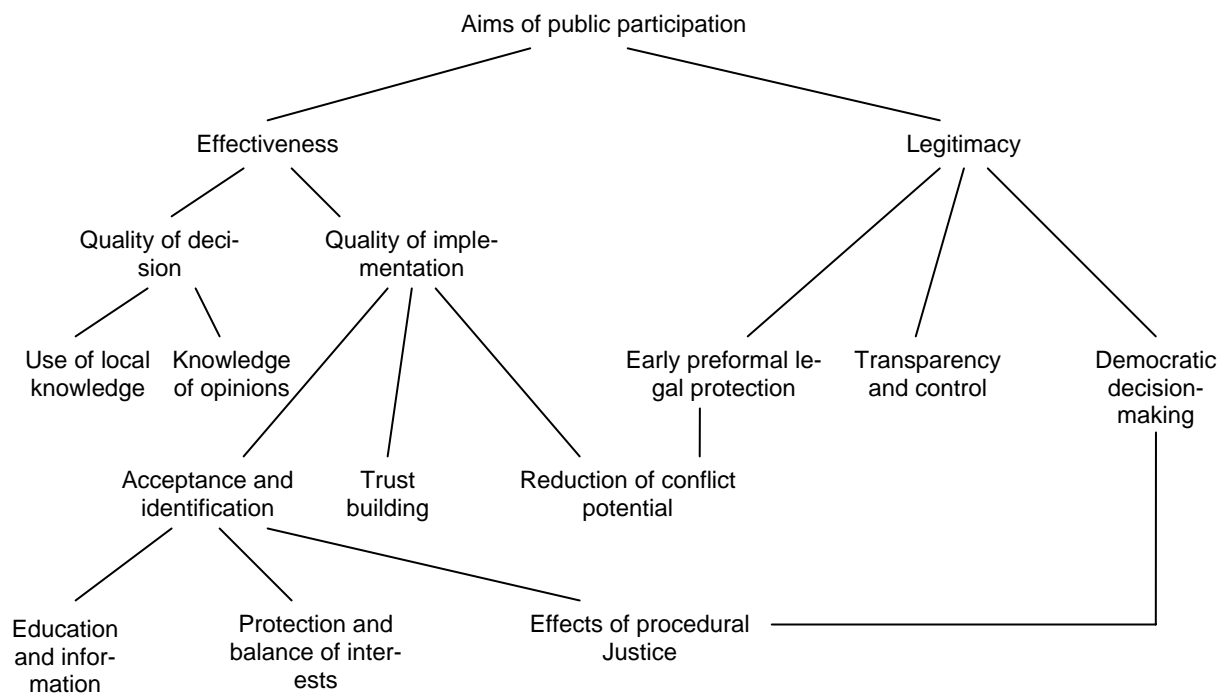 Aims of public participation
Effectiveness
Legitimacy
Quality of deci-
sion
Quality of imple-
mentation
Use of local
knowledge
Knowledge
of opinions
Early preformal le-
gal protection
Transparency
and control
Democratic
decision-
making
Acceptance and
identification
Trust
building
Reduction of conflict
potential
Education
and infor-
mation
Protection and
balance of inter-
ests
Effects of procedural
Justice